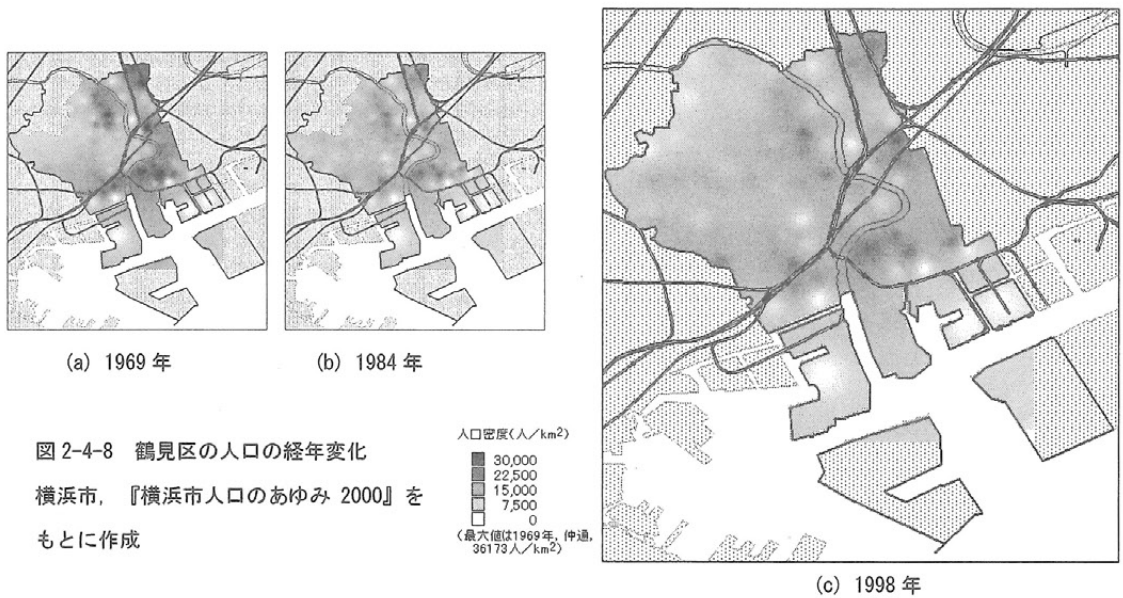 (a) 1969 年
(b) 1984 年
図 2-4-8 鶴見区の人口の経年変化
横浜市，『横浜市人口のあゆみ 2000』を
もとに作成
人口密度(人／km²)
30,000
22,500
15,000
7,500
0
(最大値は1969年，仲通，
36173人／km²)
(c) 1998 年